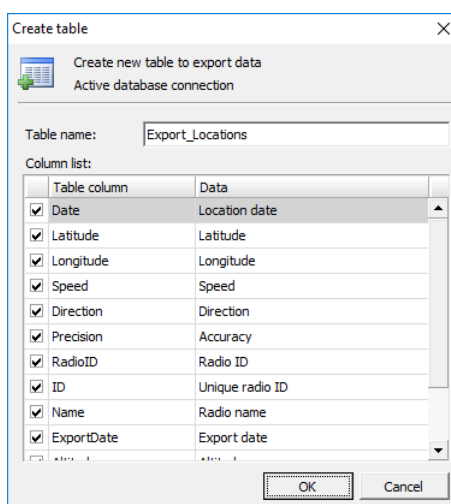 Create table
Create new table to export data
Active database connection
Table name: Export_Locations
Column list:
Table column Data
Date Location date
Latitude Latitude
Longitude Longitude
Speed Speed
Direction Direction
Precision Accuracy
RadioID Radio ID
ID Unique radio ID
Name Radio name
ExportDate Export date
OK Cancel